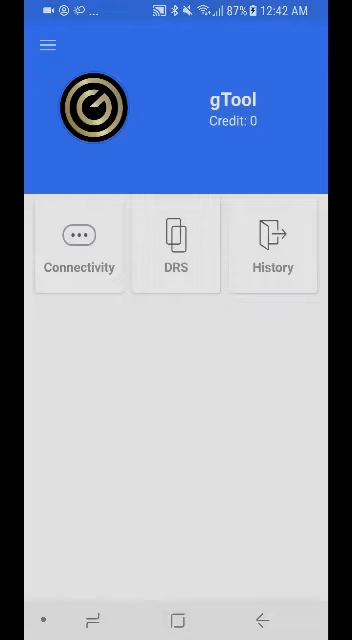 ... 87% 12:42 AM
gTool
Credit: 0
Connectivity
DRS
History